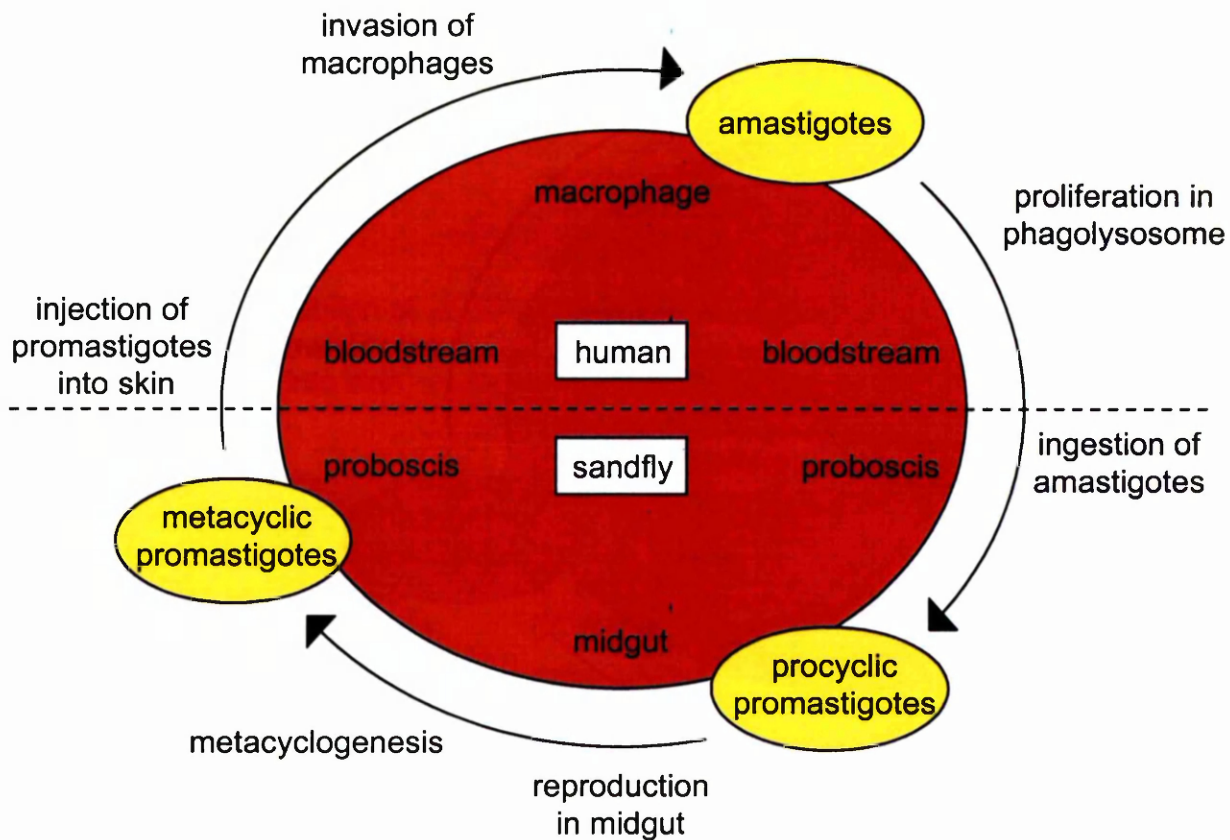 invasion of
macrophages
amastigotes
macrophage
proliferation in
phagolysosome
injection of
promastigotes
into skin
bloodstream
human
bloodstream
proboscis
sandfly
proboscis
ingestion of
amastigotes
metacyclic
promastigotes
midgut
procyclic
promastigotes
metacyclogenesis
reproduction
in midgut